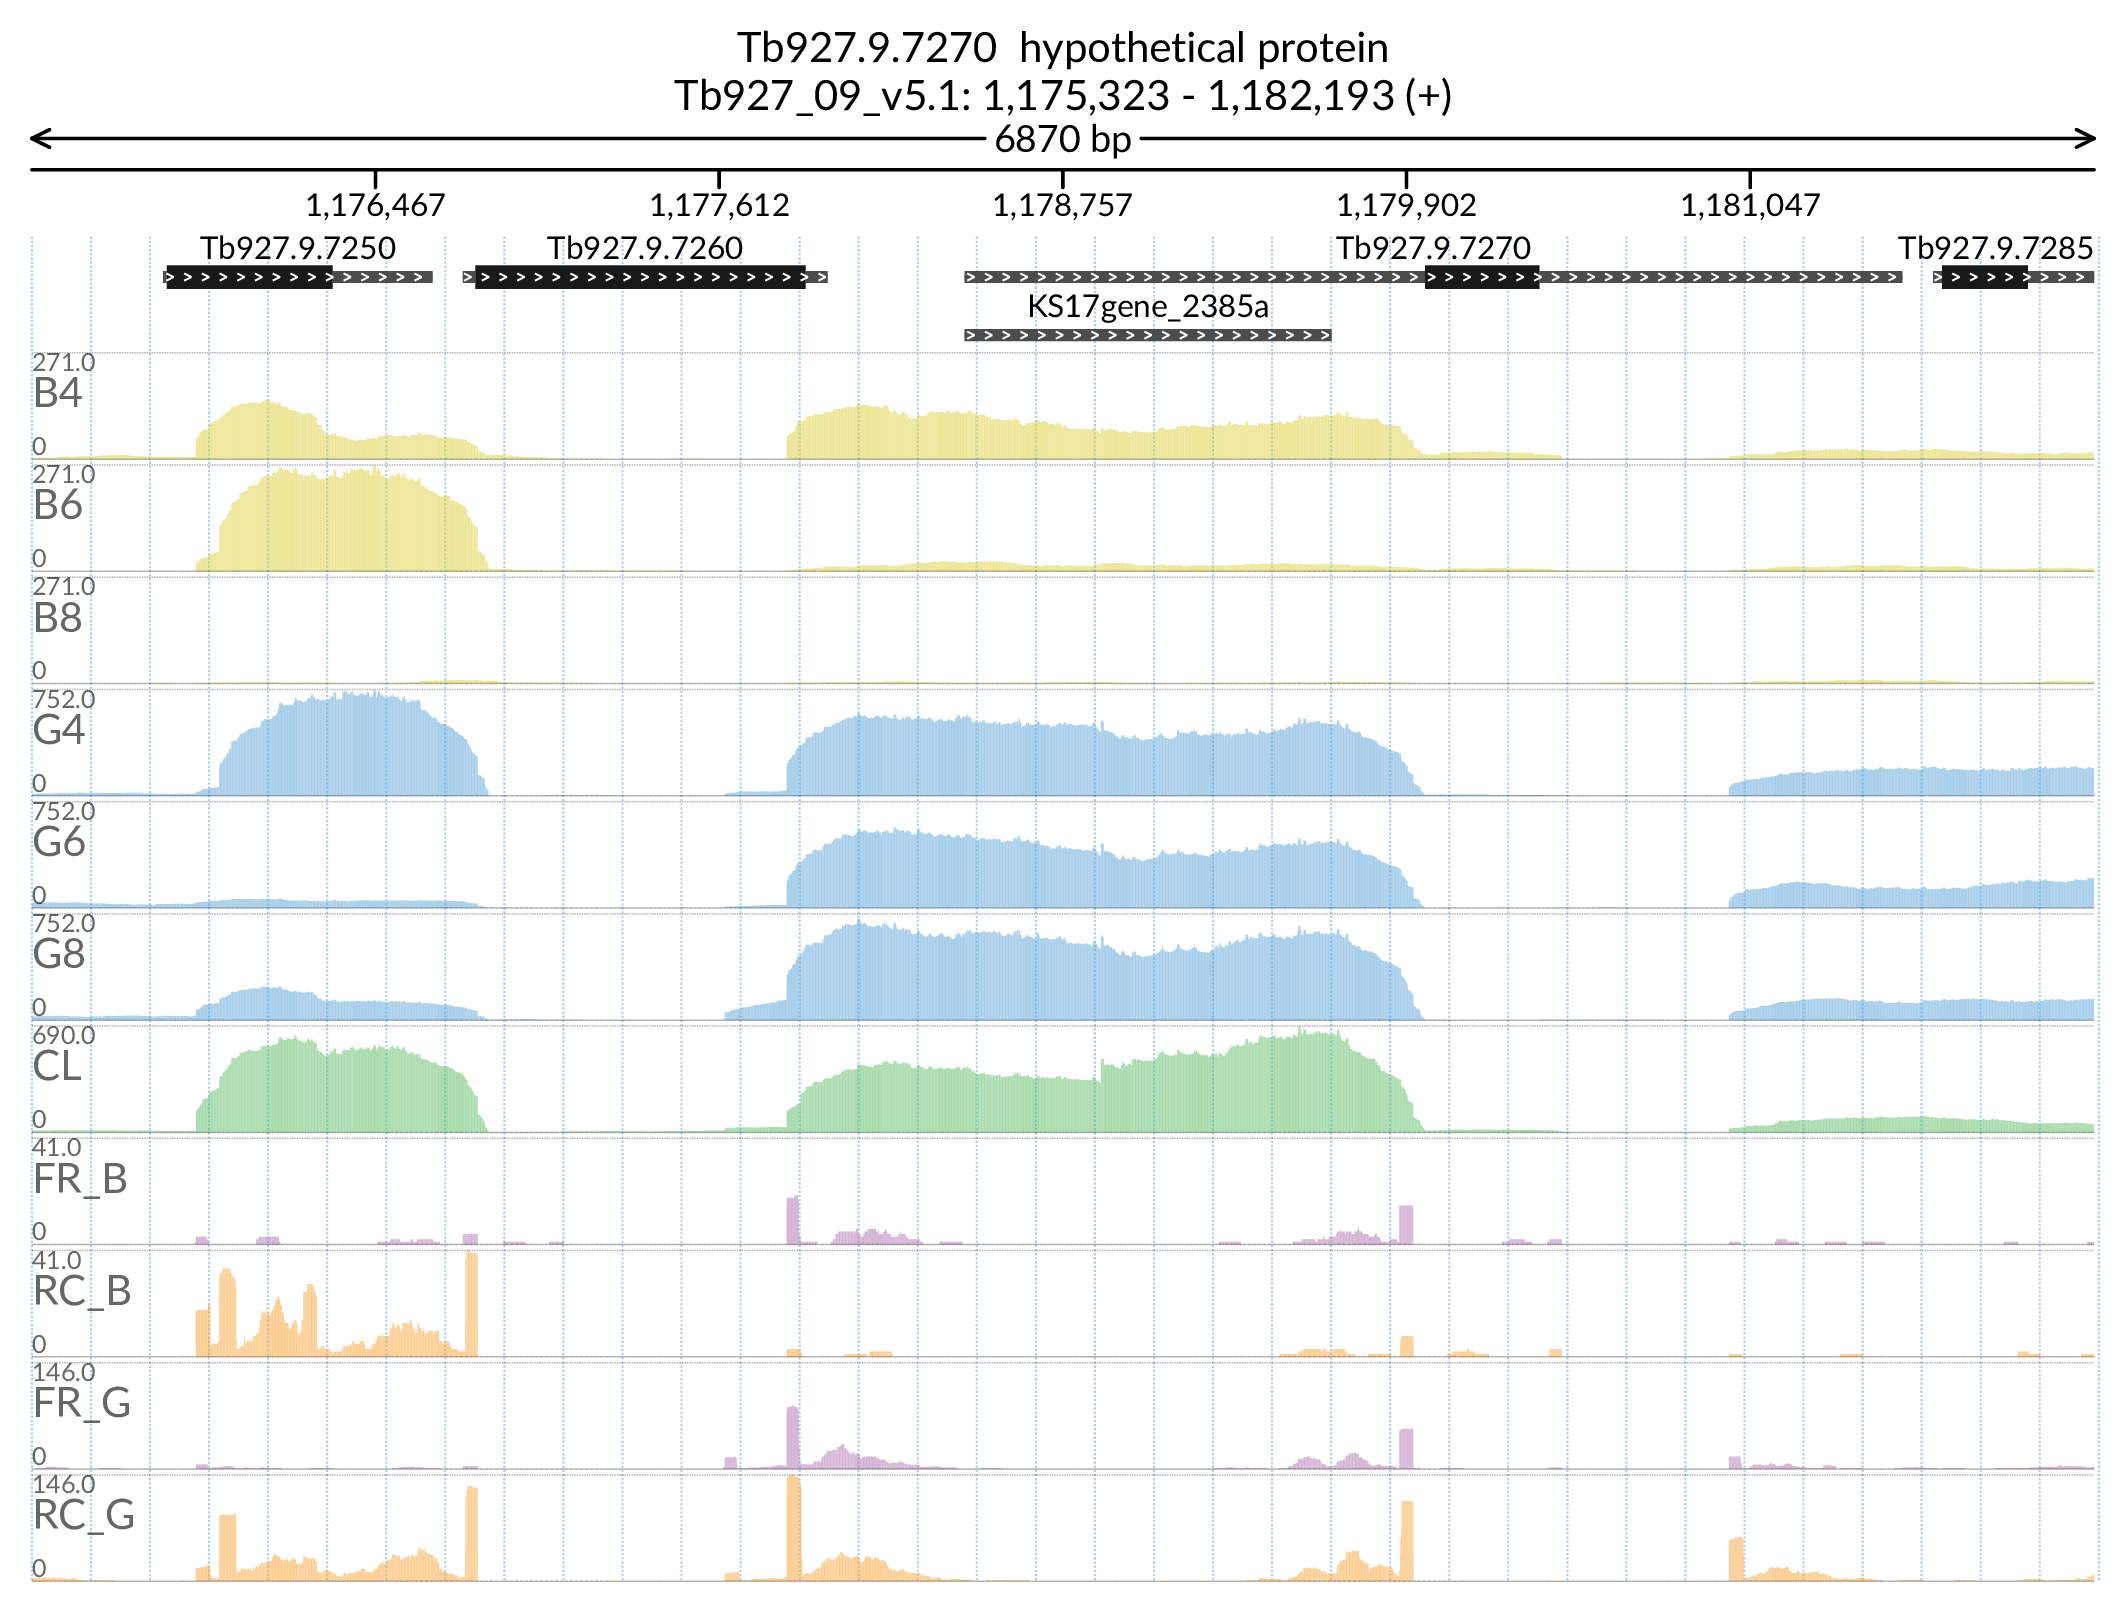 Tb927.9.7270  hypothetical protein
Tb927_09_v5.1: 1,175,323 - 1,182,193 (+)
6870 bp
1,176,467 1,177,612 1,178,757 1,179,902 1,181,047
Tb927.9.7250 Tb927.9.7260 Tb927.9.7270 Tb927.9.7285
KS17gene_2385a
271.0
B4
0
271.0
B6
0
271.0
B8
0
752.0
G4
0
752.0
G6
0
752.0
G8
0
690.0
CL
0
41.0
FR_B
0
41.0
RC_B
0
146.0
FR_G
0
146.0
RC_G
0